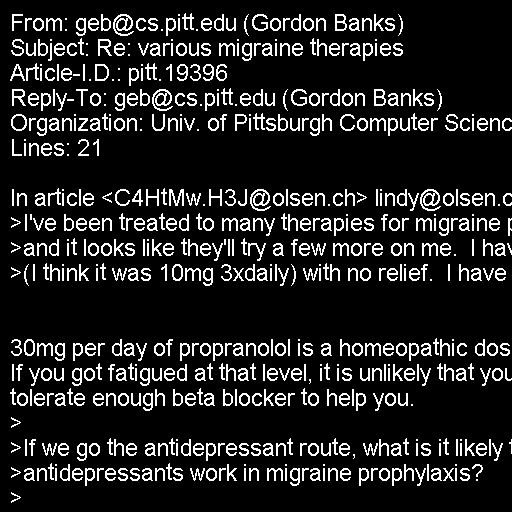 From: geb@cs.pitt.edu (Gordon Banks)
Subject: Re: various migraine therapies
Article-I.D.: pitt.19396
Reply-To: geb@cs.pitt.edu (Gordon Banks)
Organization: Univ. of Pittsburgh Computer Scienc
Lines: 21

In article <C4HtMw.H3J@olsen.ch> lindy@olsen.c
>I've been treated to many therapies for migraine p
>and it looks like they'll try a few more on me.  I hav
>(I think it was 10mg 3xdaily) with no relief.  I have

30mg per day of propranolol is a homeopathic dos
If you got fatigued at that level, it is unlikely that you
tolerate enough beta blocker to help you.
>
>If we go the antidepressant route, what is it likely t
>antidepressants work in migraine prophylaxis?
>